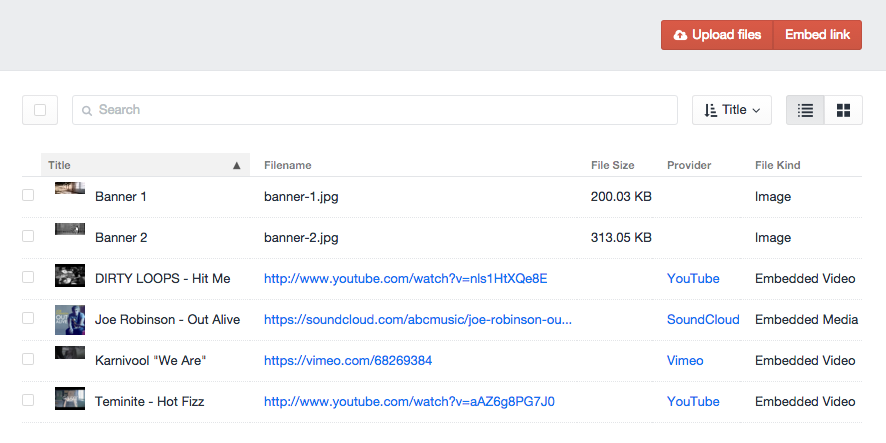 Upload files Embed link
Search Title
Title Filename File Size Provider File Kind
Banner 1 banner-1.jpg 200.03 KB Image
Banner 2 banner-2.jpg 313.05 KB Image
DIRTY LOOPS - Hit Me http://www.youtube.com/watch?v=nls1HtXQe8E YouTube Embedded Video
Joe Robinson - Out Alive https://soundcloud.com/abcmusic/joe-robinson-ou... SoundCloud Embedded Media
Karnivool "We Are" https://vimeo.com/68269384 Vimeo Embedded Video
Teminite - Hot Fizz http://www.youtube.com/watch?v=aAZ6g8PG7J0 YouTube Embedded Video